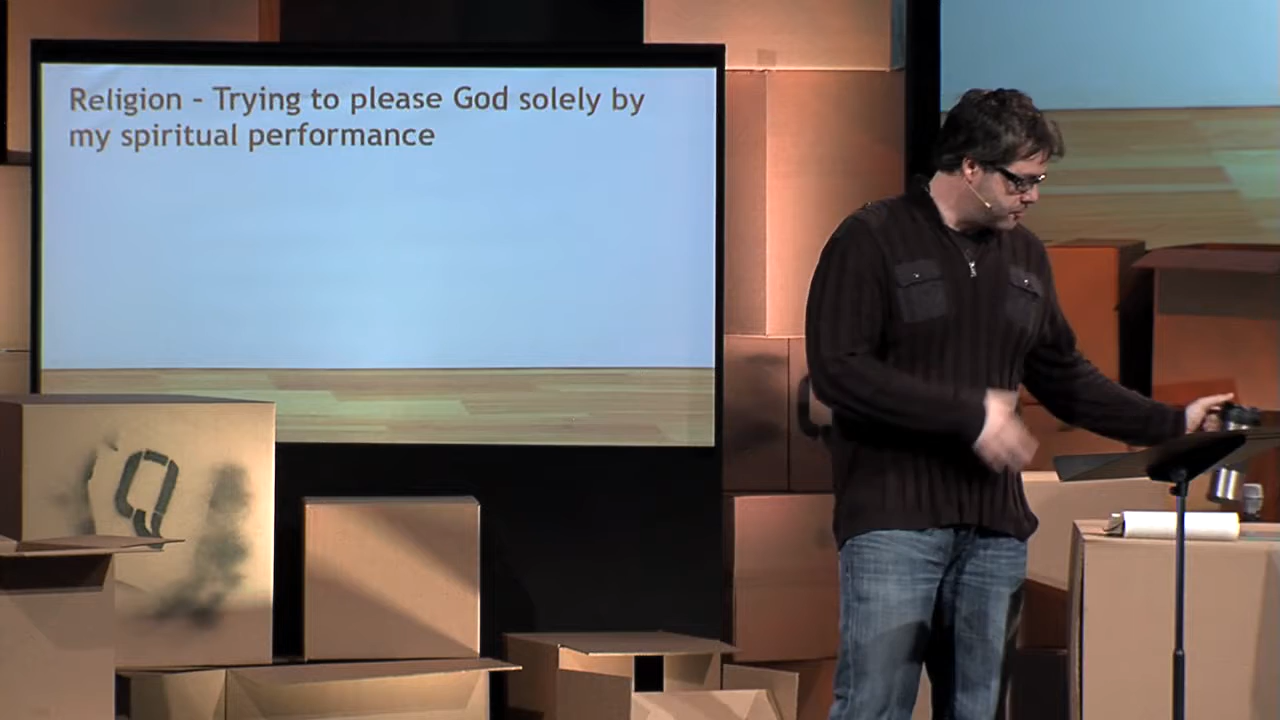 Religion – Trying to please God solely by
my spiritual performance
Q